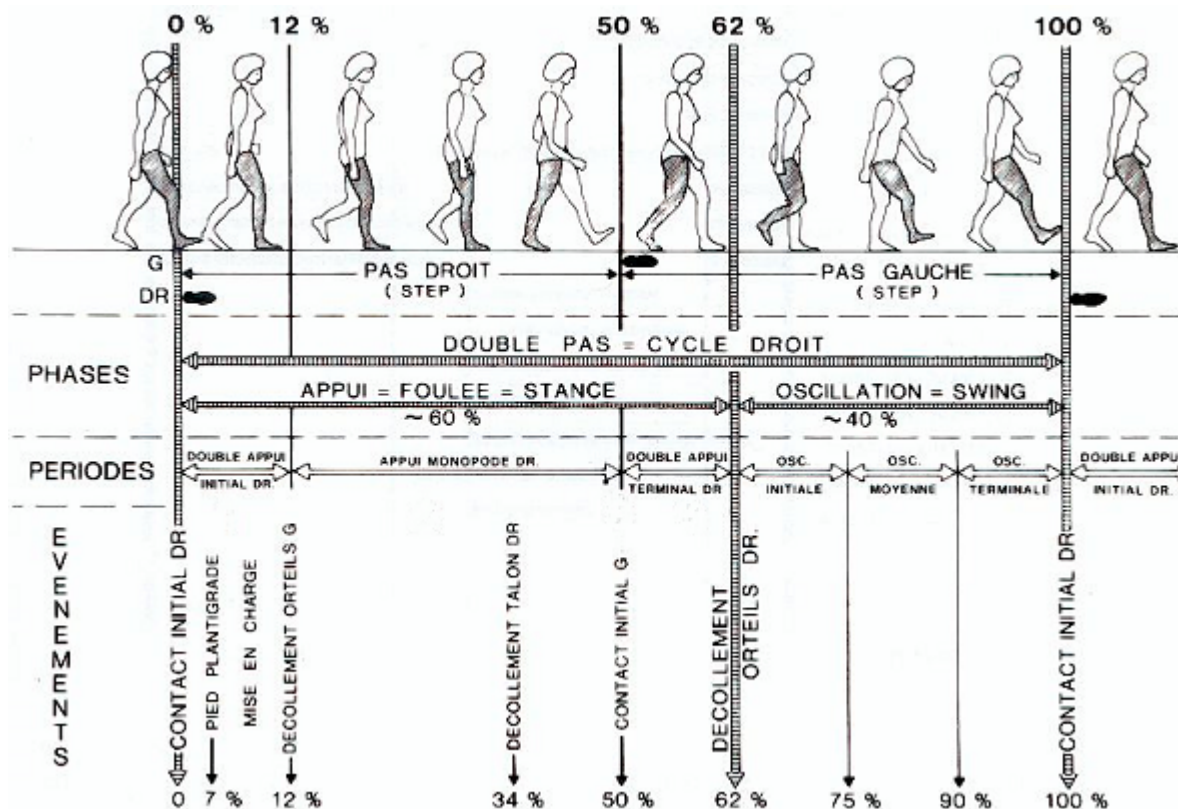 0 % 12 % 50 % 62 % 100 %
G
DR
PAS DROIT
( STEP )
PAS GAUCHE
( STEP )
PHASES
DOUBLE PAS = CYCLE DROIT
APPUI = FOULEE = STANCE
~60 %
OSCILLATION = SWING
~40 %
PERIODES
DOUBLE APPUI
INITIAL DR.
APPUI MONOPODE DR.
DOUBLE APPUI
TERMINAL DR
OSC.
INITIALE
OSC.
MOYENNE
OSC.
TERMINALE
DOUBLE APPUI
INITIAL DR.
EVENEMENTS
CONTACT INITIAL DR
PIED PLANTIGRADE
MISE EN CHARGE
DECOLLEMENT ORTEILS G
DECOLLEMENT TALON DR
CONTACT INITIAL G
DECOLLEMENT
ORTEILS DR.
CONTACT INITIAL DR
0 7 % 12% 34 % 50 % 62% 75% 90% 100%